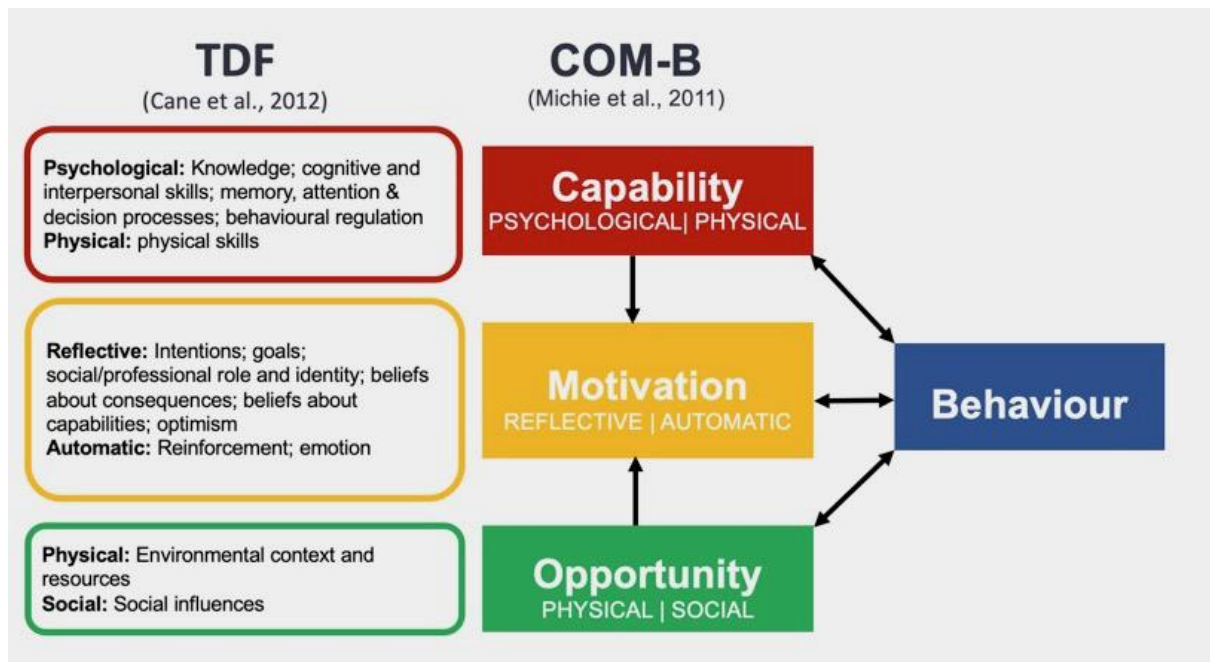 TDF
(Cane et al., 2012)
COM-B
(Michie et al., 2011)
Psychological: Knowledge; cognitive and
interpersonal skills; memory, attention &
decision processes; behavioural regulation
Physical: physical skills
Capability
PSYCHOLOGICAL| PHYSICAL
Reflective: Intentions; goals;
social/professional role and identity; beliefs
about consequences; beliefs about
capabilities; optimism
Automatic: Reinforcement; emotion
Motivation
REFLECTIVE | AUTOMATIC
Behaviour
Physical: Environmental context and
resources
Social: Social influences
Opportunity
PHYSICAL | SOCIAL